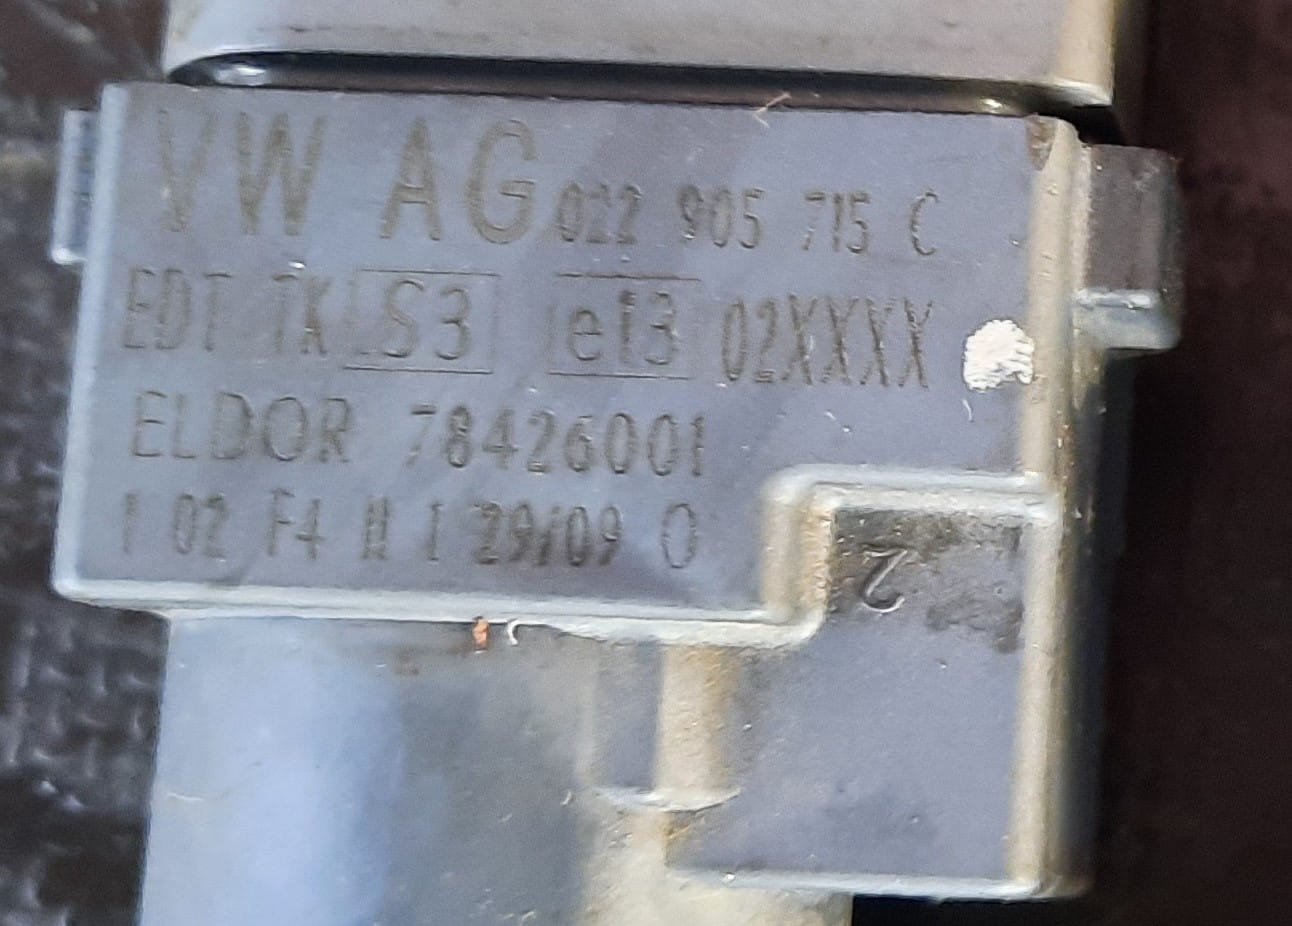 VW AG 022 905 715 C
EDT TK S3 e13 02XXXX
ELDOR 78426001
1 02 F4 II 1 29/09 O
2